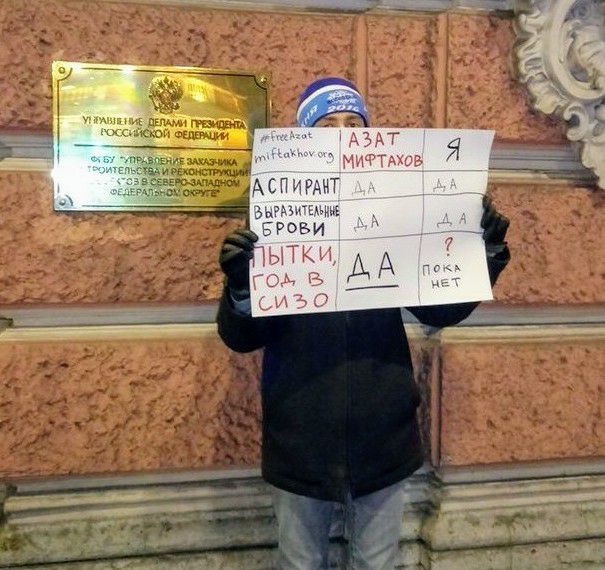 УПРАВЛЕНИЕ ДЕЛАМИ ПРЕЗИДЕНТА
РОССИЙСКОЙ ФЕДЕРАЦИИ
ФГБУ "УПРАВЛЕНИЕ ЗАКАЗЧИКА
СТРОИТЕЛЬСТВА И РЕКОНСТРУКЦИИ
В СЕВЕРО-ЗАПАДНОМ
ФЕДЕРАЛЬНОМ ОКРУГЕ"
2016
#freeAzat
miftakhov.org
АЗАТ
МИФТАХОВ
Я
АСПИРАНТ
ДА
ДА
ВЫРАЗИТЕЛЬНЫЕ
БРОВИ
ДА
ДА
ПЫТКИ,
ГОД В
СИЗО
ДА
?
ПОКА
НЕТ